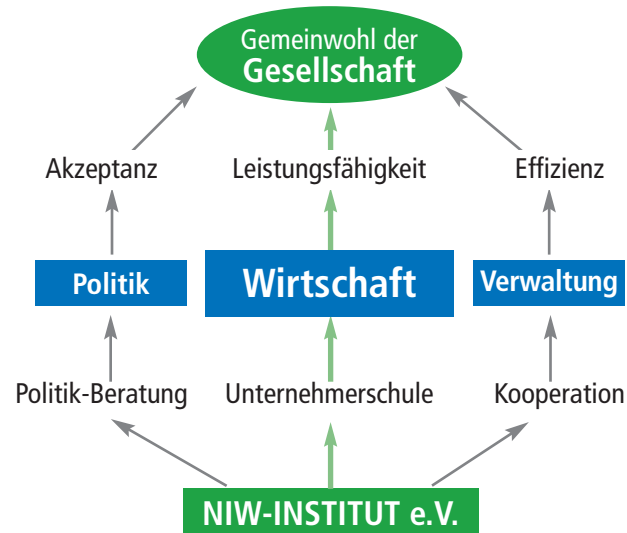 Gemeinwohl der
Gesellschaft
Akzeptanz
Leistungsfähigkeit
Effizienz
Politik
Wirtschaft
Verwaltung
Politik-Beratung
Unternehmerschule
Kooperation
NIW-INSTITUT e.V.